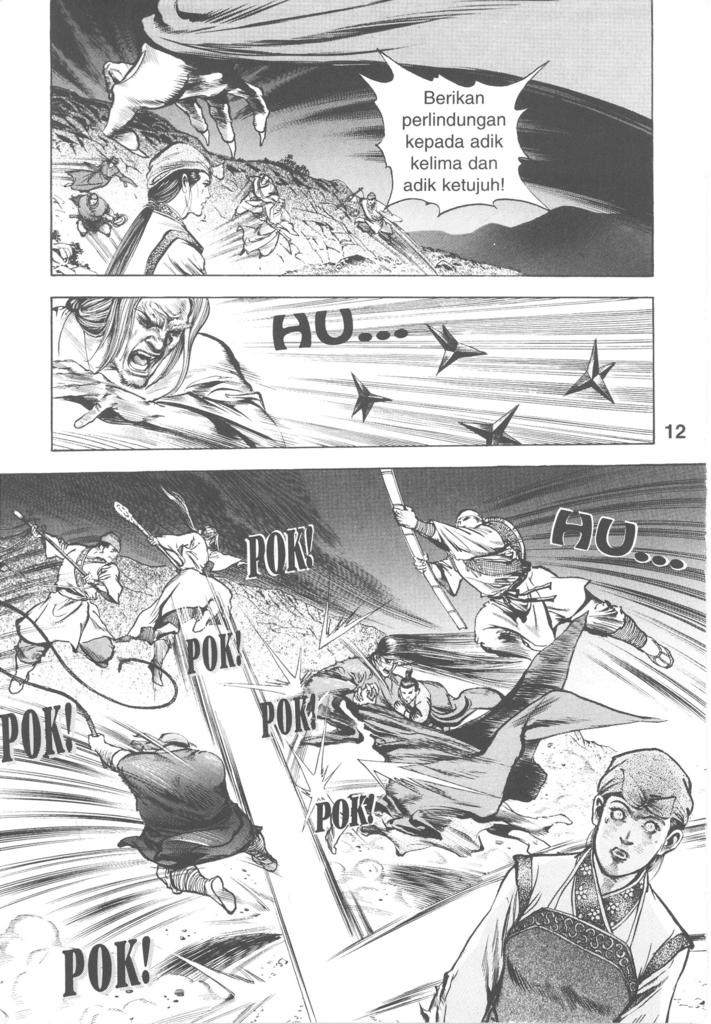 Berikan
perlindungan
kepada adik
kelima dan
adik ketujuh!
HU...
12
POK!
HU...
POK!
POK!
POK!
POK!
POK!